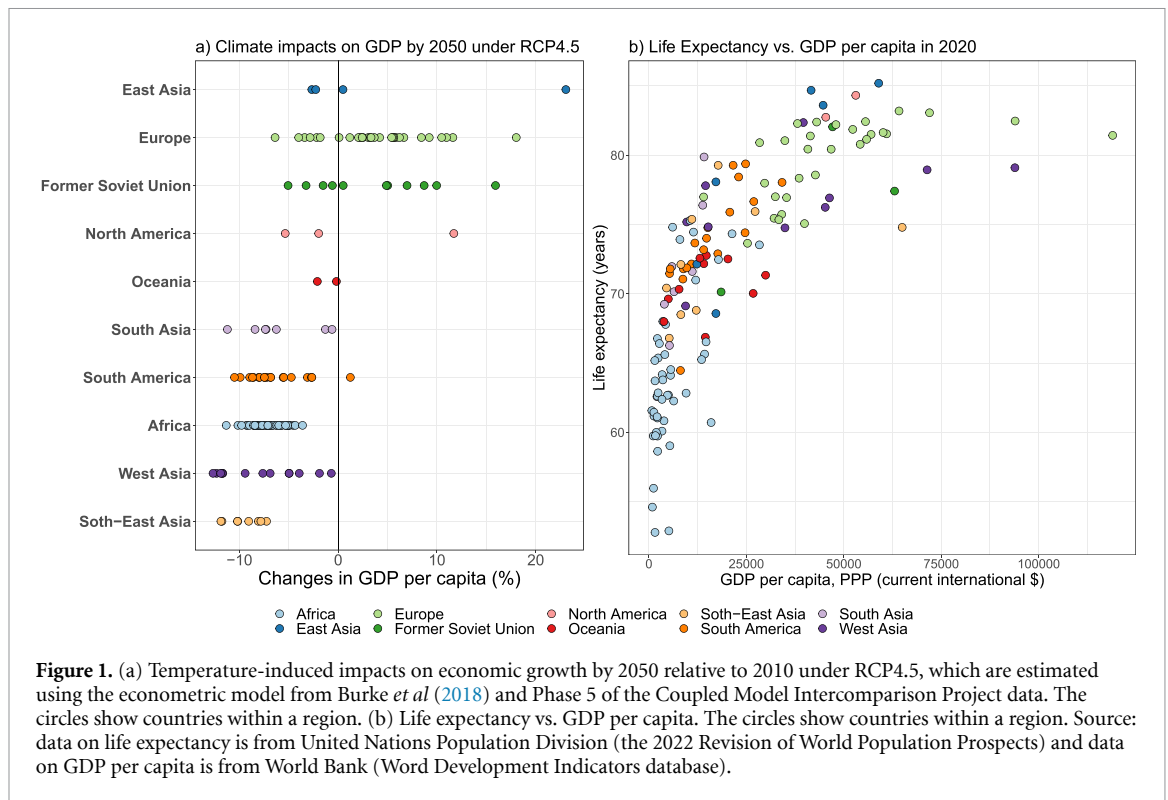 a) Climate impacts on GDP by 2050 under RCP4.5
East Asia
Europe
Former Soviet Union
North America
Oceania
South Asia
South America
Africa
West Asia
Soth−East Asia
−10 0 10 20
Changes in GDP per capita (%)
b) Life Expectancy vs. GDP per capita in 2020
Life expectancy (years)
80
70
60
0 25000 50000 75000 100000
GDP per capita, PPP (current international $)
Africa Europe North America Soth−East Asia South Asia
East Asia Former Soviet Union Oceania South America West Asia
Figure 1. (a) Temperature-induced impacts on economic growth by 2050 relative to 2010 under RCP4.5, which are estimated
using the econometric model from Burke et al (2018) and Phase 5 of the Coupled Model Intercomparison Project data. The
circles show countries within a region. (b) Life expectancy vs. GDP per capita. The circles show countries within a region. Source:
data on life expectancy is from United Nations Population Division (the 2022 Revision of World Population Prospects) and data
on GDP per capita is from World Bank (Word Development Indicators database).